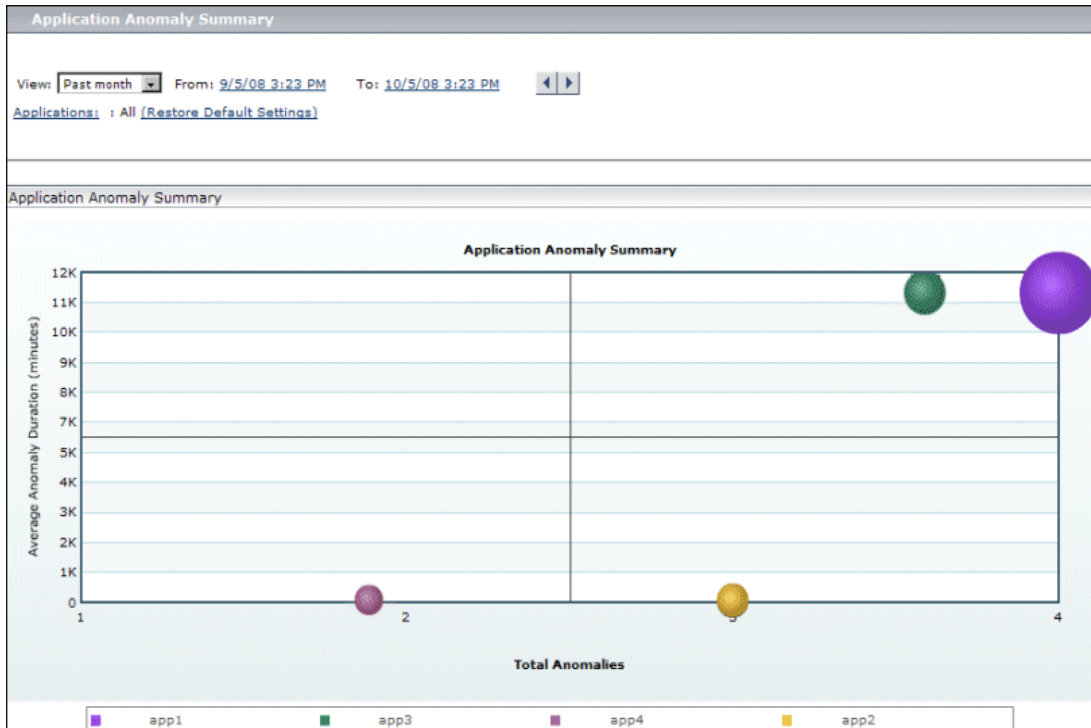 Application Anomaly Summary
View: Past month From: 9/5/08 3:23 PM To: 10/5/08 3:23 PM
Applications: : All (Restore Default Settings)
Application Anomaly Summary
Application Anomaly Summary
12K
11K
10K
9K
8K
7K
5K
4K
3K
2K
1K
0
Average Anomaly Duration (minutes)
1 2 3 4
Total Anomalies
app1 app3 app4 app2